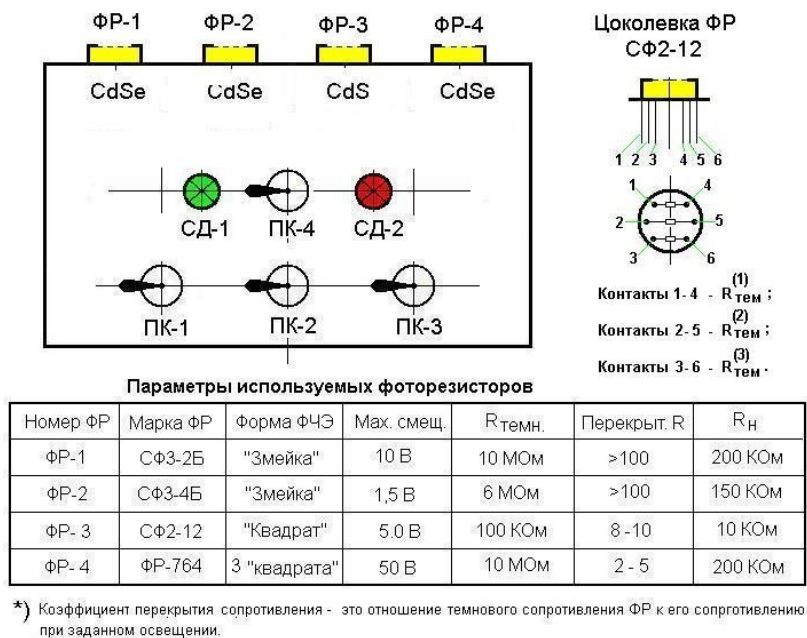 ФР-1 ФР-2 ФР-3 ФР-4
CdSe CdSe CdS CdSe
СД-1 ПК-4 СД-2
ПК-1 ПК-2 ПК-3
Цоколевка ФР
СФ2-12
1 2 3 4 5 6
1 4
2 5
3 6
Контакты 1-4 - Rтем (1) ;
Контакты 2-5 - Rтем (2) ;
Контакты 3-6 - Rтем (3) .
Параметры используемых фоторезисторов
Номер ФР Марка ФР Форма ФЧЭ Мах. смещ. Rтемн. Перекрыт. R Rн
ФР-1 СФ3-2Б "Змейка" 10 В 10 МОм >100 200 КОм
ФР-2 СФ3-4Б "Змейка" 1,5 В 6 МОм >100 150 КОм
ФР- 3 СФ2-12 "Квадрат" 5.0 В 100 КОм 8 -10 10 КОм
ФР- 4 ФР-764 3 "квадрата" 50 В 10 МОм 2 - 5 200 КОм
*) Коэффициент перекрытия сопротивления - это отношение темнового сопротивления ФР к его сопрготивлению
при заданном освещении.